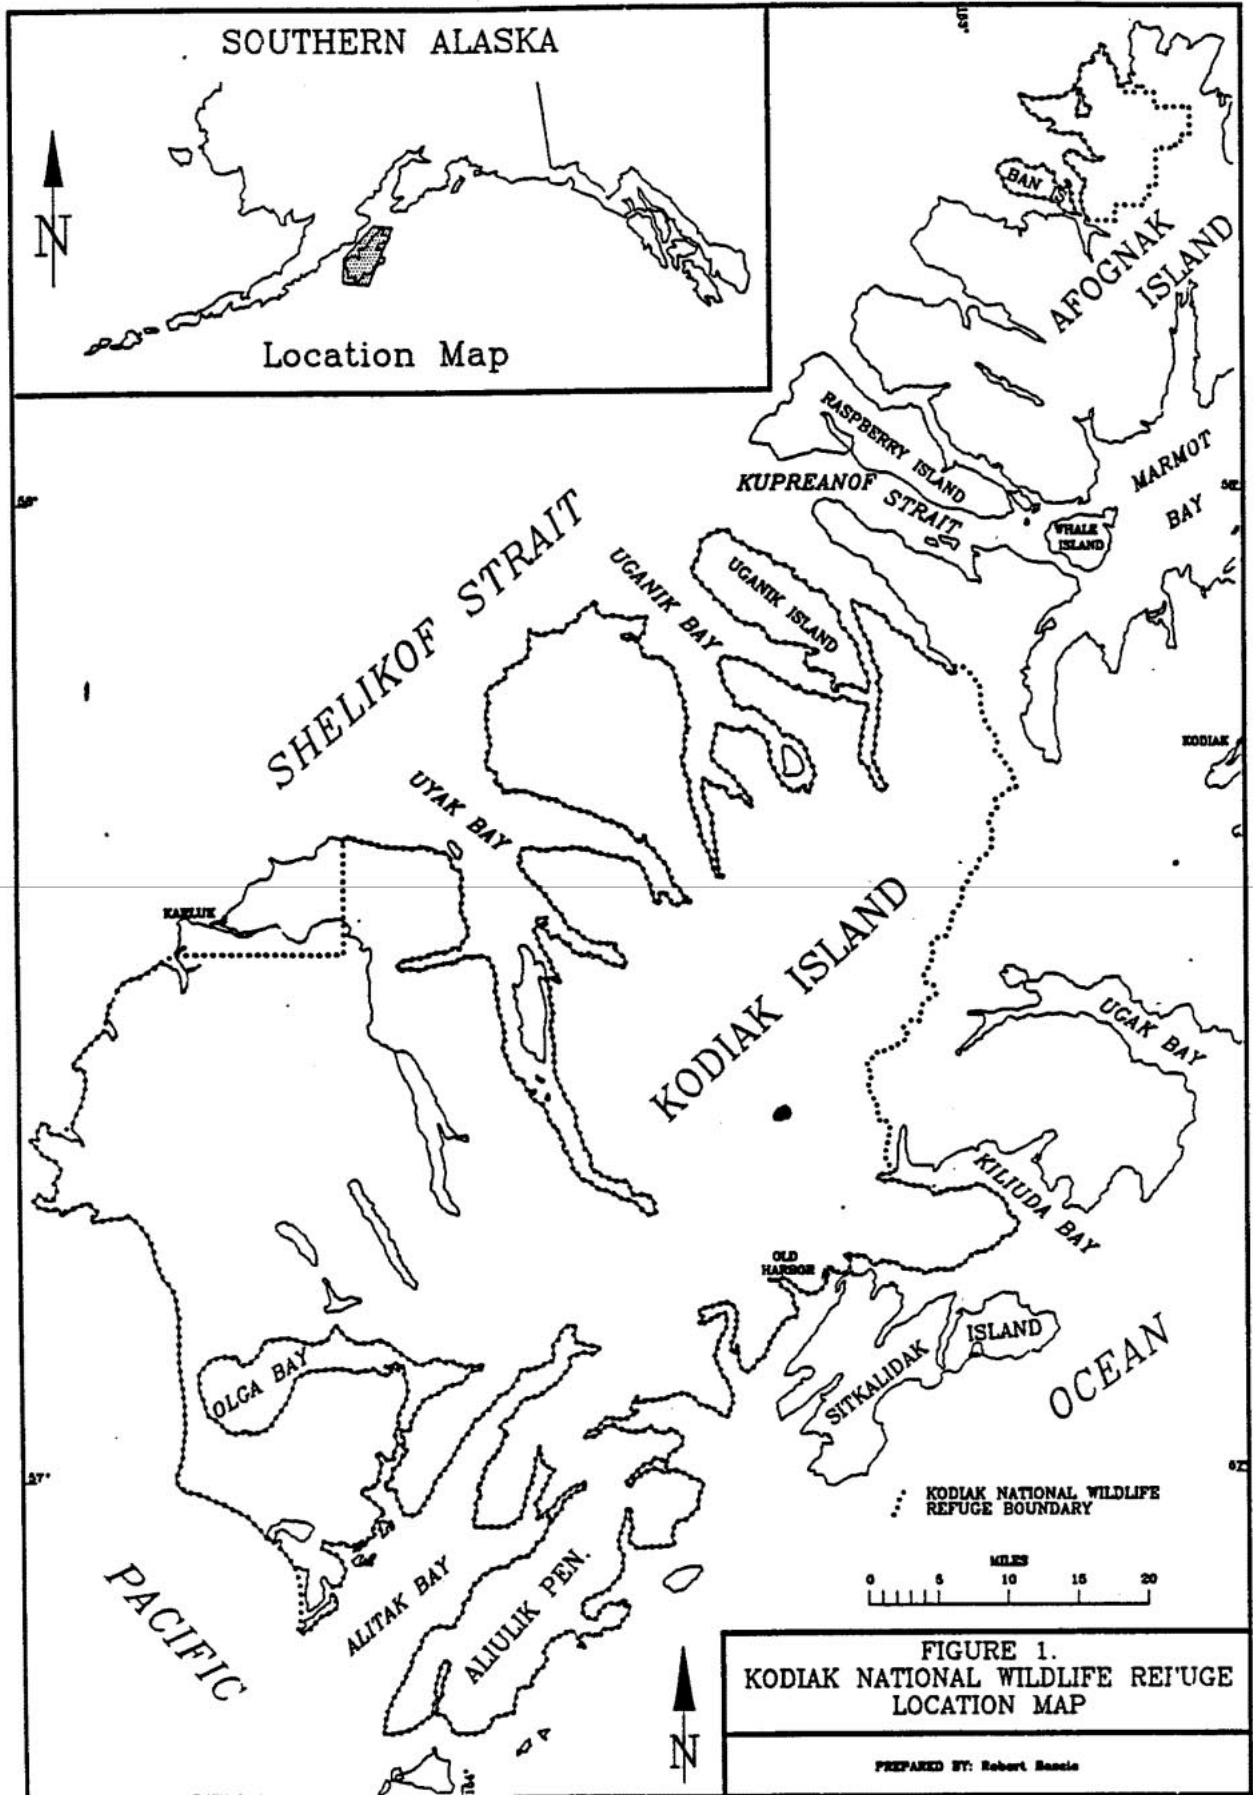 SOUTHERN ALASKA
N
Location Map
BAN IS.
AFOGNAK
ISLAND
RASPBERRY ISLAND
KUPREANOF STRAIT
MARMOT
BAY
WHALE
ISLAND
SHELIKOF STRAIT
UGANIK BAY
UGANIK ISLAND
KODIAK
UYAK BAY
KARLUK
KODIAK ISLAND
UGAK BAY
KILIUDA BAY
OLD
HARBOR
ISLAND
SITKALIDAK
OCEAN
OLGA BAY
57°
KODIAK NATIONAL WILDLIFE
REFUGE BOUNDARY
MILES
0 5 10 15 20
PACIFIC
ALITAK BAY
ALIULIK PEN.
N
FIGURE 1.
KODIAK NATIONAL WILDLIFE REFUGE
LOCATION MAP
PREPARED BY: Robert